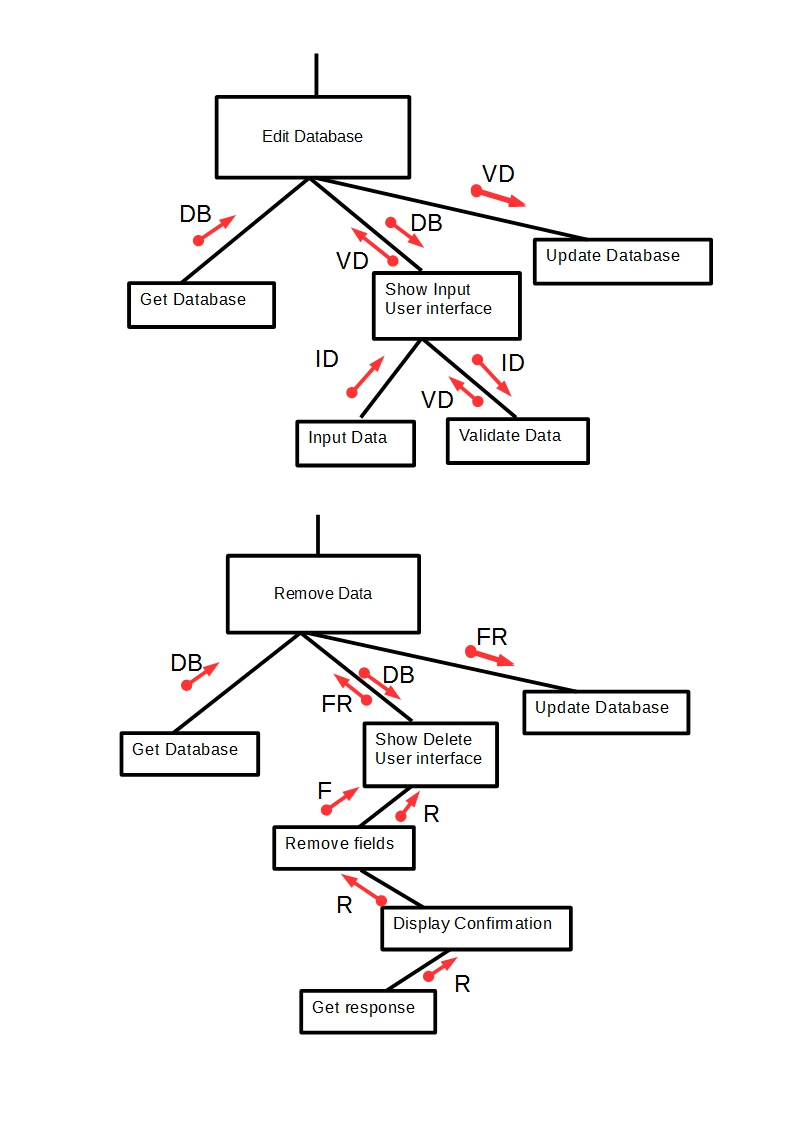 Edit Database
VD
DB
DB
VD
Update Database
Get Database
Show Input
User interface
ID
ID
VD
Input Data
Validate Data
Remove Data
FR
DB
DB
FR
Update Database
Get Database
Show Delete
User interface
F
R
Remove fields
R
Display Confirmation
R
Get response